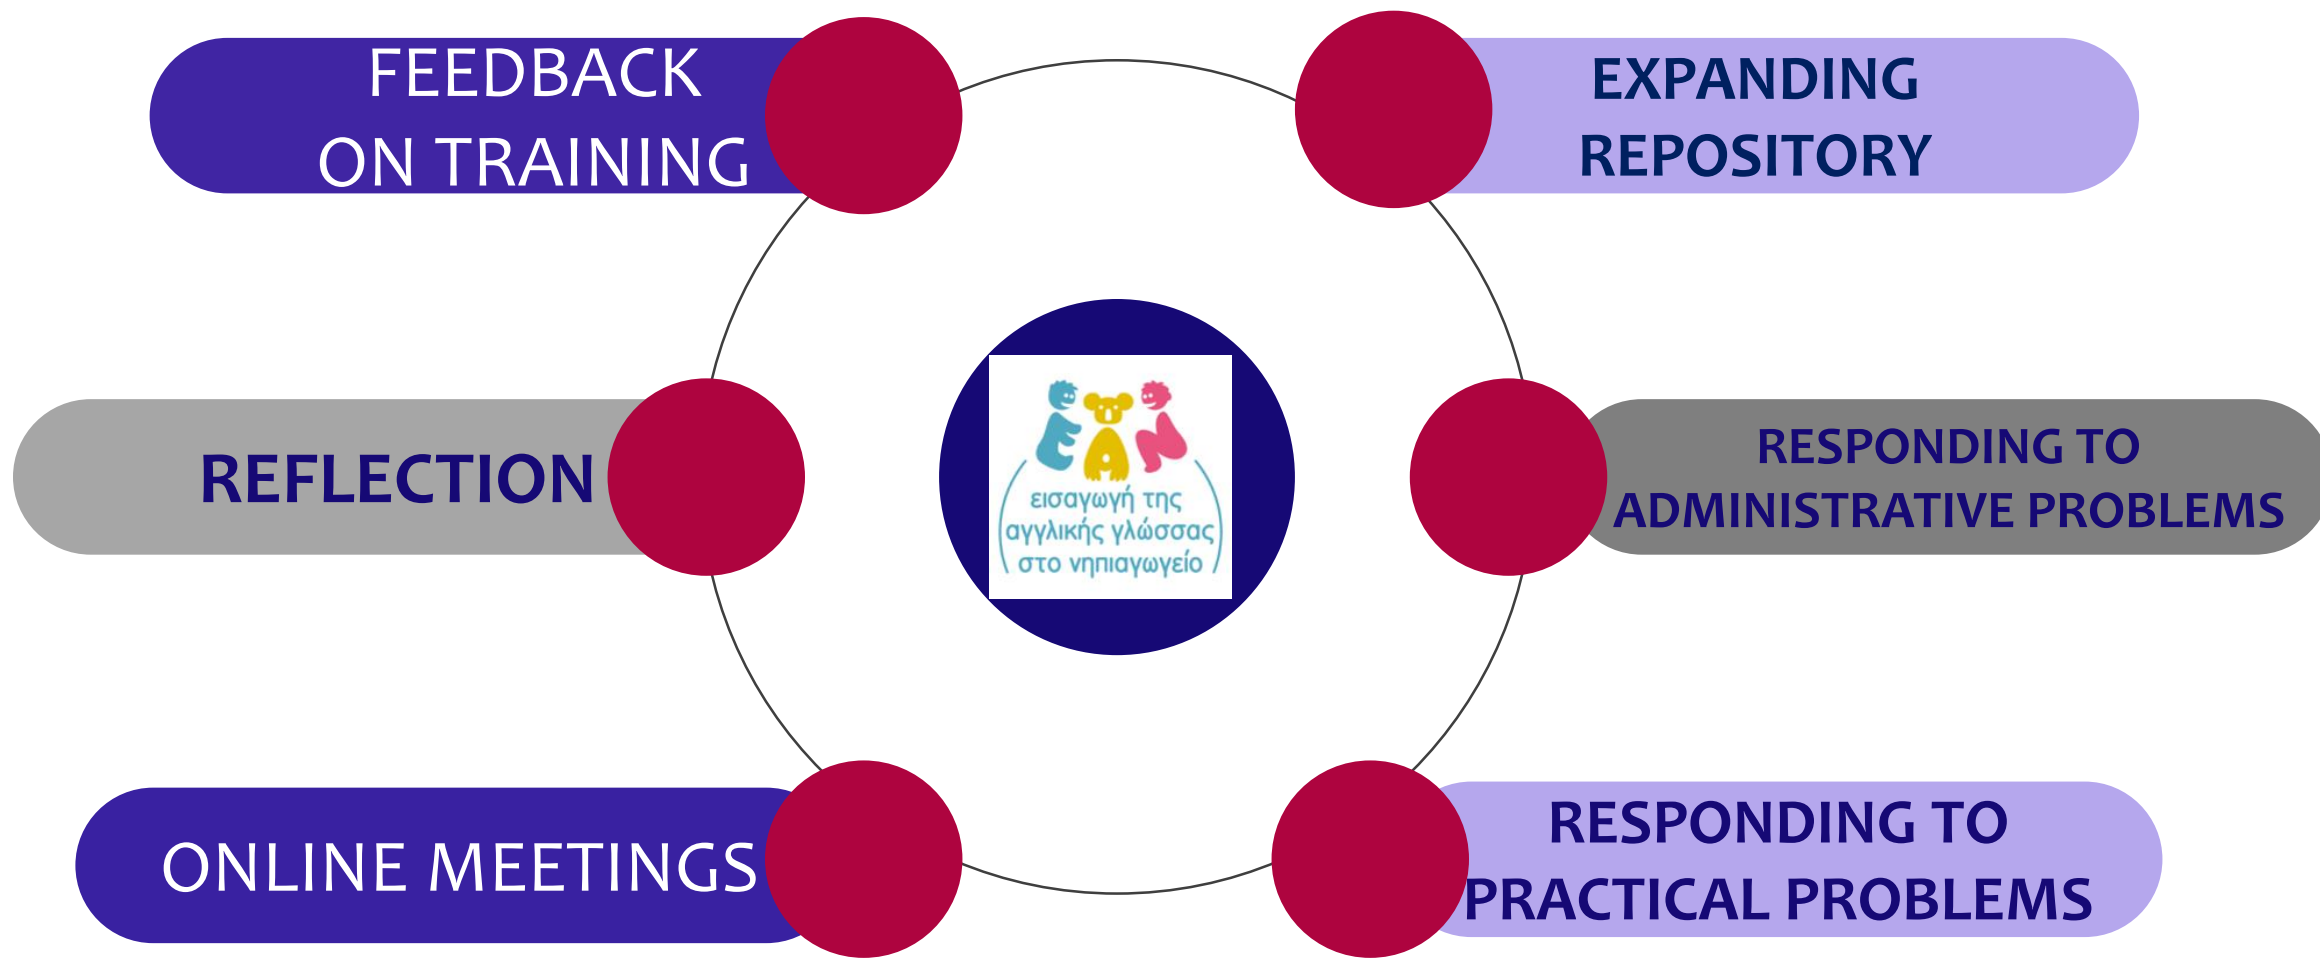 FEEDBACK
ON TRAINING
EXPANDING
REPOSITORY
REFLECTION
εισαγωγή της
αγγλικής γλώσσας
στο νηπιαγωγείο
RESPONDING TO
ADMINISTRATIVE PROBLEMS
ONLINE MEETINGS
RESPONDING TO
PRACTICAL PROBLEMS